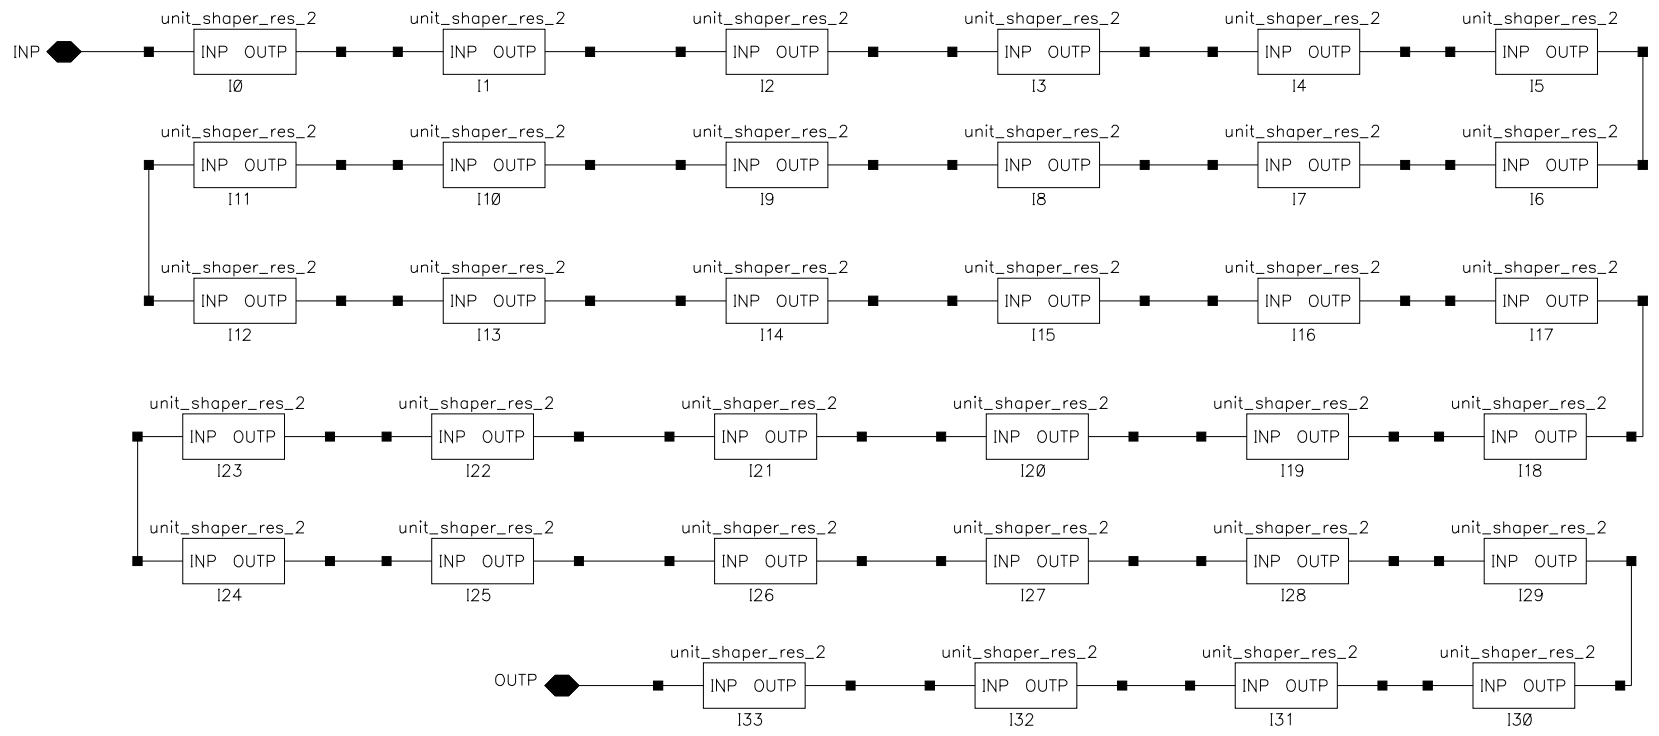 unit_shaper_res_2 unit_shaper_res_2 unit_shaper_res_2 unit_shaper_res_2 unit_shaper_res_2 unit_shaper_res_2
INP INP OUTP INP OUTP INP OUTP INP OUTP INP OUTP INP OUTP
I0 I1 I2 I3 I4 I5
unit_shaper_res_2 unit_shaper_res_2 unit_shaper_res_2 unit_shaper_res_2 unit_shaper_res_2 unit_shaper_res_2
INP OUTP INP OUTP INP OUTP INP OUTP INP OUTP INP OUTP
I11 I10 I9 I8 I7 I6
unit_shaper_res_2 unit_shaper_res_2 unit_shaper_res_2 unit_shaper_res_2 unit_shaper_res_2 unit_shaper_res_2
INP OUTP INP OUTP INP OUTP INP OUTP INP OUTP INP OUTP
I12 I13 I14 I15 I16 I17
unit_shaper_res_2 unit_shaper_res_2 unit_shaper_res_2 unit_shaper_res_2 unit_shaper_res_2 unit_shaper_res_2
INP OUTP INP OUTP INP OUTP INP OUTP INP OUTP INP OUTP
I23 I22 I21 I20 I19 I18
unit_shaper_res_2 unit_shaper_res_2 unit_shaper_res_2 unit_shaper_res_2 unit_shaper_res_2 unit_shaper_res_2
INP OUTP INP OUTP INP OUTP INP OUTP INP OUTP INP OUTP
I24 I25 I26 I27 I28 I29
unit_shaper_res_2 unit_shaper_res_2 unit_shaper_res_2 unit_shaper_res_2
OUTP INP OUTP INP OUTP INP OUTP INP OUTP
I33 I32 I31 I30